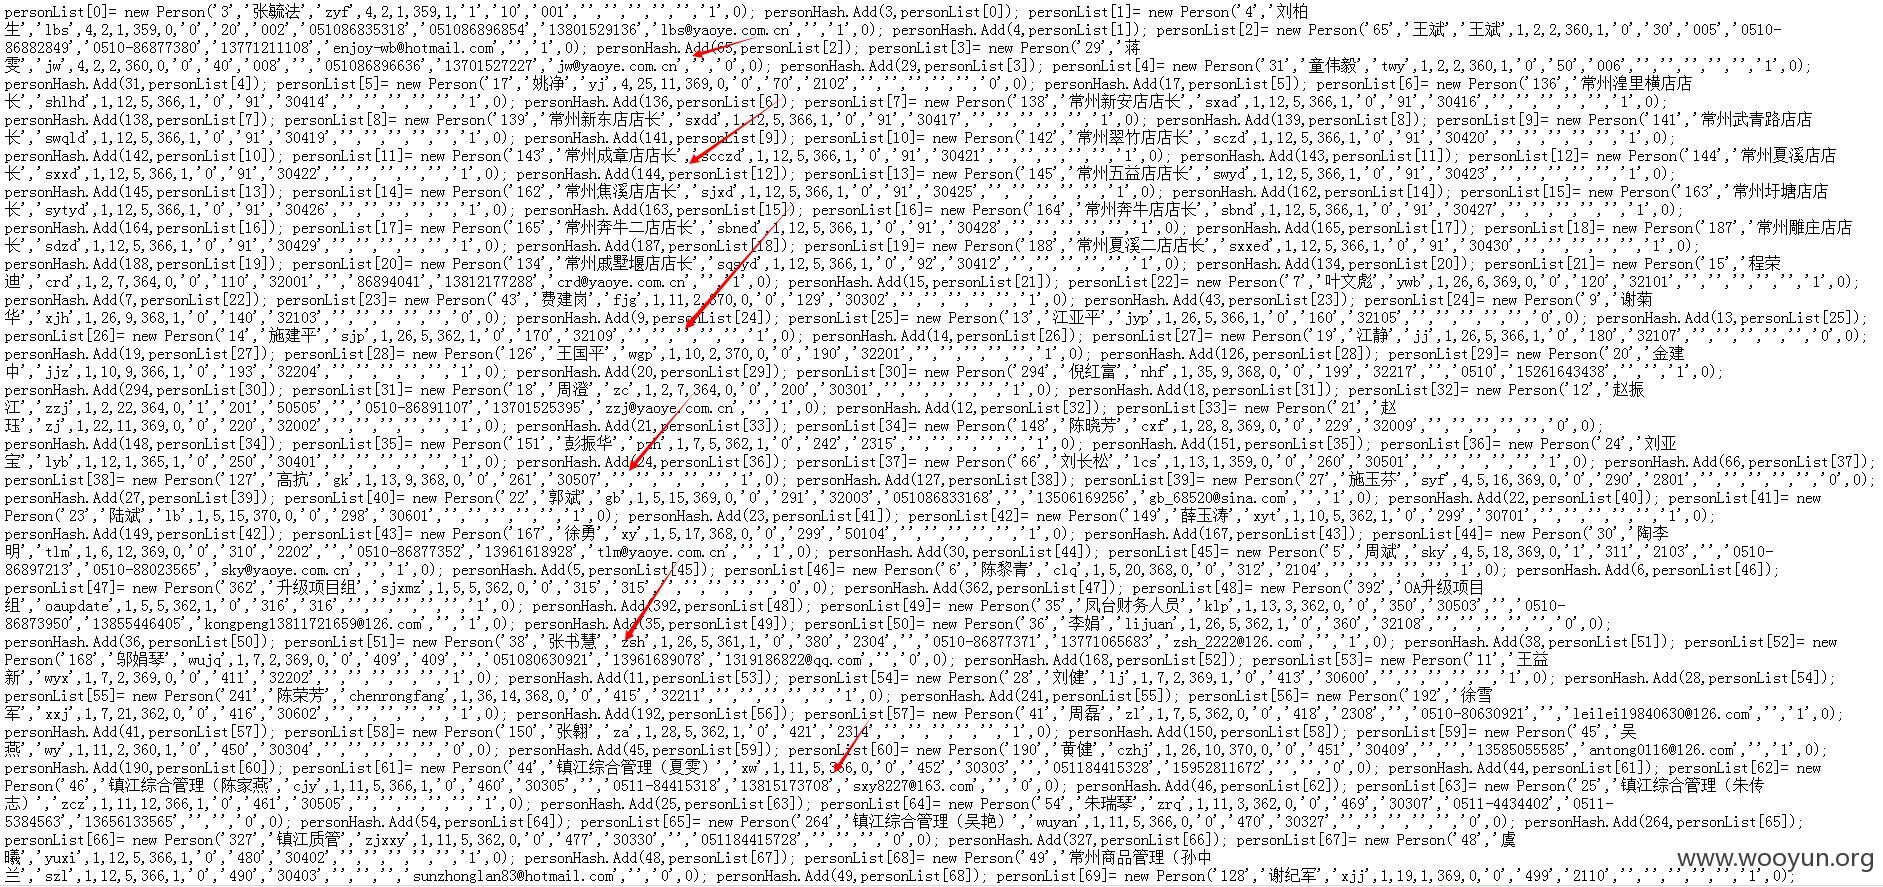 personList[0]= new Person('3','张毓法','zyf',4,2,1,359,1,'1','10','001','','','','','','1',0); personHash.Add(3,personList[0]); personList[1]= new Person('4','刘柏
生','lbs',4,2,1,359,0,'0','20','002','051086835318','051086896854','13801529136','lbs@yaoye.com.cn','','1',0); personHash.Add(4,personList[1]); personList[2]= new Person('65','王斌','王斌',1,2,2,360,1,'0','30','005','0510-
86882849','0510-86877380','13771211108','enjoy-wb@hotmail.com','','1',0); personHash.Add(65,personList[2]); personList[3]= new Person('29','蒋
雯','jw',4,2,2,360,0,'0','40','008','','051086896636','13701527227','jw@yaoye.com.cn','','0',0); personHash.Add(29,personList[3]); personList[4]= new Person('31','童伟毅','twy',1,2,2,360,1,'0','50','006','','','','','','1',0);
personHash.Add(31,personList[4]); personList[5]= new Person('17','姚净','yj',4,25,11,369,0,'0','70','2102','','','','','','0',0); personHash.Add(17,personList[5]); personList[6]= new Person('136','常州湟里横店店
长','shlhd',1,12,5,366,1,'0','91','30414','','','','','','1',0); personHash.Add(136,personList[6]); personList[7]= new Person('138','常州新安店店长','sxad',1,12,5,366,1,'0','91','30416','','','','','','1',0);
personHash.Add(138,personList[7]); personList[8]= new Person('139','常州新东店店长','sxdd',1,12,5,366,1,'0','91','30417','','','','','','1',0); personHash.Add(139,personList[8]); personList[9]= new Person('141','常州武青路店店
长','swqld',1,12,5,366,1,'0','91','30419','','','','','','1',0); personHash.Add(141,personList[9]); personList[10]= new Person('142','常州翠竹店店长','sczd',1,12,5,366,1,'0','91','30420','','','','','','1',0);
personHash.Add(142,personList[10]); personList[11]= new Person('143','常州成章店店长','scczd',1,12,5,366,1,'0','91','30421','','','','','','1',0); personHash.Add(143,personList[11]); personList[12]= new Person('144','常州夏溪店店
长','sxxd',1,12,5,366,1,'0','91','30422','','','','','','1',0); personHash.Add(144,personList[12]); personList[13]= new Person('145','常州五益店店长','swyd',1,12,5,366,1,'0','91','30423','','','','','','1',0);
personHash.Add(145,personList[13]); personList[14]= new Person('162','常州焦溪店店长','sjxd',1,12,5,366,1,'0','91','30425','','','','','','1',0); personHash.Add(162,personList[14]); personList[15]= new Person('163','常州圩塘店店
长','sytyd',1,12,5,366,1,'0','91','30426','','','','','','1',0); personHash.Add(163,personList[15]); personList[16]= new Person('164','常州奔牛店店长','sbnd',1,12,5,366,1,'0','91','30427','','','','','','1',0);
personHash.Add(164,personList[16]); personList[17]= new Person('165','常州奔牛二店店长','sbned',1,12,5,366,1,'0','91','30428','','','','','','1',0); personHash.Add(165,personList[17]); personList[18]= new Person('187','常州雕庄店店
长','sdzd',1,12,5,366,1,'0','91','30429','','','','','','1',0); personHash.Add(187,personList[18]); personList[19]= new Person('188','常州夏溪二店店长','sxxed',1,12,5,366,1,'0','91','30430','','','','','','1',0);
personHash.Add(188,personList[19]); personList[20]= new Person('134','常州戚墅堰店店长','sqsyd',1,12,5,366,1,'0','92','30412','','','','','','1',0); personHash.Add(134,personList[20]); personList[21]= new Person('15','程荣
迪','crd',1,2,7,364,0,'0','110','32001','','86894041','13812177288','crd@yaoye.com.cn','','1',0); personHash.Add(15,personList[21]); personList[22]= new Person('7','叶文彪','ywb',1,26,6,369,0,'0','120','32101','','','','','','1',0);
personHash.Add(7,personList[22]); personList[23]= new Person('43','费建岗','fjg',1,11,2,370,0,'0','129','30302','','','','','','1',0); personHash.Add(43,personList[23]); personList[24]= new Person('9','谢菊
华','xjh',1,26,9,368,1,'0','140','32103','','','','','','0',0); personHash.Add(9,personList[24]); personList[25]= new Person('13','江亚平','jyp',1,26,5,366,1,'0','160','32105','','','','','','0',0); personHash.Add(13,personList[25]);
personList[26]= new Person('14','施建平','sjp',1,26,5,362,1,'0','170','32109','','','','','','1',0); personHash.Add(14,personList[26]); personList[27]= new Person('19','江静','jj',1,26,5,366,1,'0','180','32107','','','','','','0',0);
personHash.Add(19,personList[27]); personList[28]= new Person('126','王国平','wgp',1,10,2,370,0,'0','190','32201','','','','','','1',0); personHash.Add(126,personList[28]); personList[29]= new Person('20','金建
中','jjz',1,10,9,366,1,'0','193','32204','','','','','','1',0); personHash.Add(20,personList[29]); personList[30]= new Person('294','倪红富','nhf',1,35,9,368,0,'0','199','32217','','0510','15261643438','','','1',0);
personHash.Add(294,personList[30]); personList[31]= new Person('18','周澄','zc',1,2,7,364,0,'0','200','30301','','','','','','1',0); personHash.Add(18,personList[31]); personList[32]= new Person('12','赵振
江','zzj',1,2,22,364,0,'1','201','50505','','0510-86891107','13701525395','zzj@yaoye.com.cn','','1',0); personHash.Add(12,personList[32]); personList[33]= new Person('21','赵
珏','zj',1,22,11,369,0,'0','220','32002','','','','','','1',0); personHash.Add(21,personList[33]); personList[34]= new Person('148','陈晓芳','cxf',1,28,8,369,0,'0','229','32009','','','','','','0',0);
personHash.Add(148,personList[34]); personList[35]= new Person('151','彭振华','pzh',1,7,5,362,1,'0','242','2315','','','','','','1',0); personHash.Add(151,personList[35]); personList[36]= new Person('24','刘亚
宝','lyb',1,12,1,365,1,'0','250','30401','','','','','','1',0); personHash.Add(24,personList[36]); personList[37]= new Person('66','刘长松','lcs',1,13,1,359,0,'0','260','30501','','','','','','1',0); personHash.Add(66,personList[37]);
personList[38]= new Person('127','高抗','gk',1,13,9,368,0,'0','261','30507','','','','','','1',0); personHash.Add(127,personList[38]); personList[39]= new Person('27','施玉芬','syf',4,5,16,369,0,'0','290','2801','','','','','','0',0);
personHash.Add(27,personList[39]); personList[40]= new Person('22','郭斌','gb',1,5,15,369,0,'0','291','32003','051086833168','','13506169256','gb_68520@sina.com','','1',0); personHash.Add(22,personList[40]); personList[41]= new
Person('23','陆斌','lb',1,5,15,370,0,'0','298','30601','','','','','','1',0); personHash.Add(23,personList[41]); personList[42]= new Person('149','薛玉涛','xyt',1,10,5,362,1,'0','299','30701','','','','','','1',0);
personHash.Add(149,personList[42]); personList[43]= new Person('167','徐勇','xy',1,5,17,368,0,'0','299','50104','','','','','','1',0); personHash.Add(167,personList[43]); personList[44]= new Person('30','陶李
明','tlm',1,6,12,369,0,'0','310','2202','','0510-86877352','13961618928','tlm@yaoye.com.cn','','1',0); personHash.Add(30,personList[44]); personList[45]= new Person('5','周斌','sky',4,5,18,369,0,'1','311','2103','','0510-
86897213','0510-88023565','sky@yaoye.com.cn','','1',0); personHash.Add(5,personList[45]); personList[46]= new Person('6','陈黎青','clq',1,5,20,368,0,'0','312','2104','','','','','','1',0); personHash.Add(6,personList[46]);
personList[47]= new Person('362','升级项目组','sjxmz',1,5,5,362,0,'0','315','315','','','','','','1',0); personHash.Add(362,personList[47]); personList[48]= new Person('392','OA升级项目
组','oaupdate',1,5,5,362,1,'0','316','316','','','','','','1',0); personHash.Add(392,personList[48]); personList[49]= new Person('35','凤台财务人员','klp',1,13,3,362,0,'0','350','30503','','0510-
86873950','13855446405','kongpeng13811721659@126.com','','1',0); personHash.Add(35,personList[49]); personList[50]= new Person('36','李娟','lijuan',1,26,5,362,1,'0','360','32108','','','','','','0',0);
personHash.Add(36,personList[50]); personList[51]= new Person('38','张书慧','zsh',1,26,5,361,1,'0','380','2304','','0510-86877371','13771065683','zsh_2222@126.com','','1',0); personHash.Add(38,personList[51]); personList[52]= new
Person('168','邬娟琴','wujq',1,7,2,369,0,'0','409','409','','051080630921','13961689078','1319186822@qq.com','','0',0); personHash.Add(168,personList[52]); personList[53]= new Person('11','王益
新','wyx',1,7,2,369,0,'0','411','32202','','','','','','1',0); personHash.Add(11,personList[53]); personList[54]= new Person('28','刘健','lj',1,7,2,369,1,'0','413','30600','','','','','','1',0); personHash.Add(28,personList[54]);
personList[55]= new Person('241','陈荣芳','chenrongfang',1,36,14,368,0,'0','415','32211','','','','','','1',0); personHash.Add(241,personList[55]); personList[56]= new Person('192','徐雪
军','xxj',1,7,21,362,0,'0','416','30602','','','','','','1',0); personHash.Add(192,personList[56]); personList[57]= new Person('41','周磊','zl',1,7,5,362,0,'0','418','2308','','0510-80630921','','leilei19840630@126.com','','1',0);
personHash.Add(41,personList[57]); personList[58]= new Person('150','张翱','za',1,28,5,362,1,'0','421','2314','','','','','','1',0); personHash.Add(150,personList[58]); personList[59]= new Person('45','吴
燕','wy',1,11,2,360,1,'0','450','30304','','','','','','0',0); personHash.Add(45,personList[59]); personList[60]= new Person('190','黄健','czhj',1,26,10,370,0,'0','451','30409','','','13585055585','antong0116@126.com','','1',0);
personHash.Add(190,personList[60]); personList[61]= new Person('44','镇江综合管理（夏雯）','xw',1,11,5,366,0,'0','452','30303','','051184415328','15952811672','','','0',0); personHash.Add(44,personList[61]); personList[62]= new
Person('46','镇江综合管理（陈家燕','cjy',1,11,5,366,1,'0','460','30305','','0511-84415318','13815173708','sxy8227@163.com','','0',0); personHash.Add(46,personList[62]); personList[63]= new Person('25','镇江综合管理（朱传
志）','zcz',1,11,12,366,1,'0','461','30505','','','','','','1',0); personHash.Add(25,personList[63]); personList[64]= new Person('54','朱瑞琴','zrq',1,11,3,362,0,'0','469','30307','0511-4434402','0511-
5384563','13656133565','','','0',0); personHash.Add(54,personList[64]); personList[65]= new Person('264','镇江综合管理（吴艳）','wuyan',1,11,5,366,0,'0','470','30327','','','','','','0',0); personHash.Add(264,personList[65]);
personList[66]= new Person('327','镇江质管','zjxxy',1,11,5,362,0,'0','477','30330','','051184415728','','','','0',0); personHash.Add(327,personList[66]); personList[67]= new Person('48','虞
曦','yuxi',1,12,5,366,1,'0','480','30402','','','','','','1',0); personHash.Add(48,personList[67]); personList[68]= new Person('49','常州商品管理（孙中
兰','szl',1,12,5,366,1,'0','490','30403','','','','sunzhonglan83@hotmail.com','','0',0); personHash.Add(49,personList[68]); personList[69]= new Person('128','谢纪军','xjj',1,19,1,369,0,'0','499','2110','','','','','','1',0);
www.wooyun.org